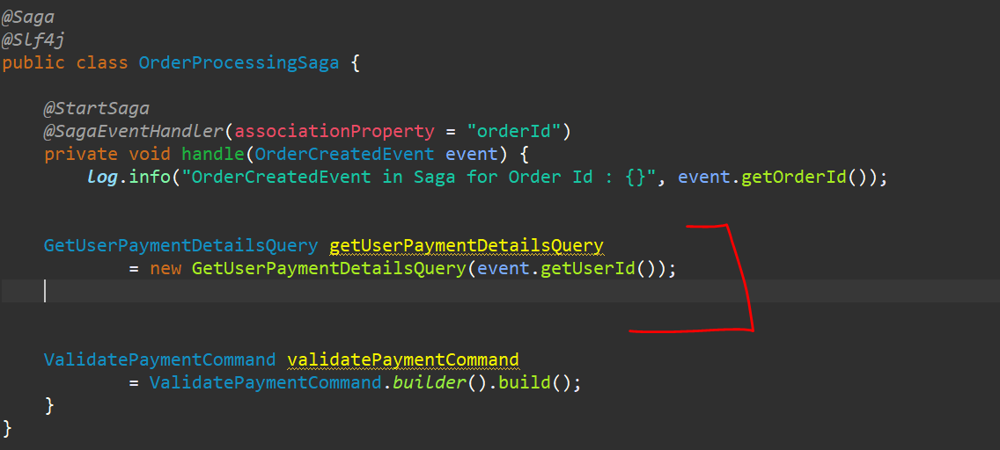 @Saga
@Slf4j
public class OrderProcessingSaga {
@StartSaga
@SagaEventHandler(associationProperty = "orderId")
private void handle(OrderCreatedEvent event) {
log.info("OrderCreatedEvent in Saga for Order Id : {}", event.getOrderId());
GetUserPaymentDetailsQuery getUserPaymentDetailsQuery
= new GetUserPaymentDetailsQuery(event.getUserId());
ValidatePaymentCommand validatePaymentCommand
= ValidatePaymentCommand.builder().build();
}
}